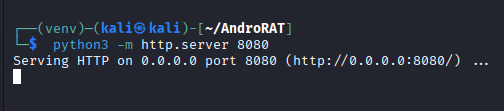 ┌──(venv)─(kali㉿kali)-[~/AndroRAT]
└─$ python3 -m http.server 8080
Serving HTTP on 0.0.0.0 port 8080 (http://0.0.0.0:8080/) ...